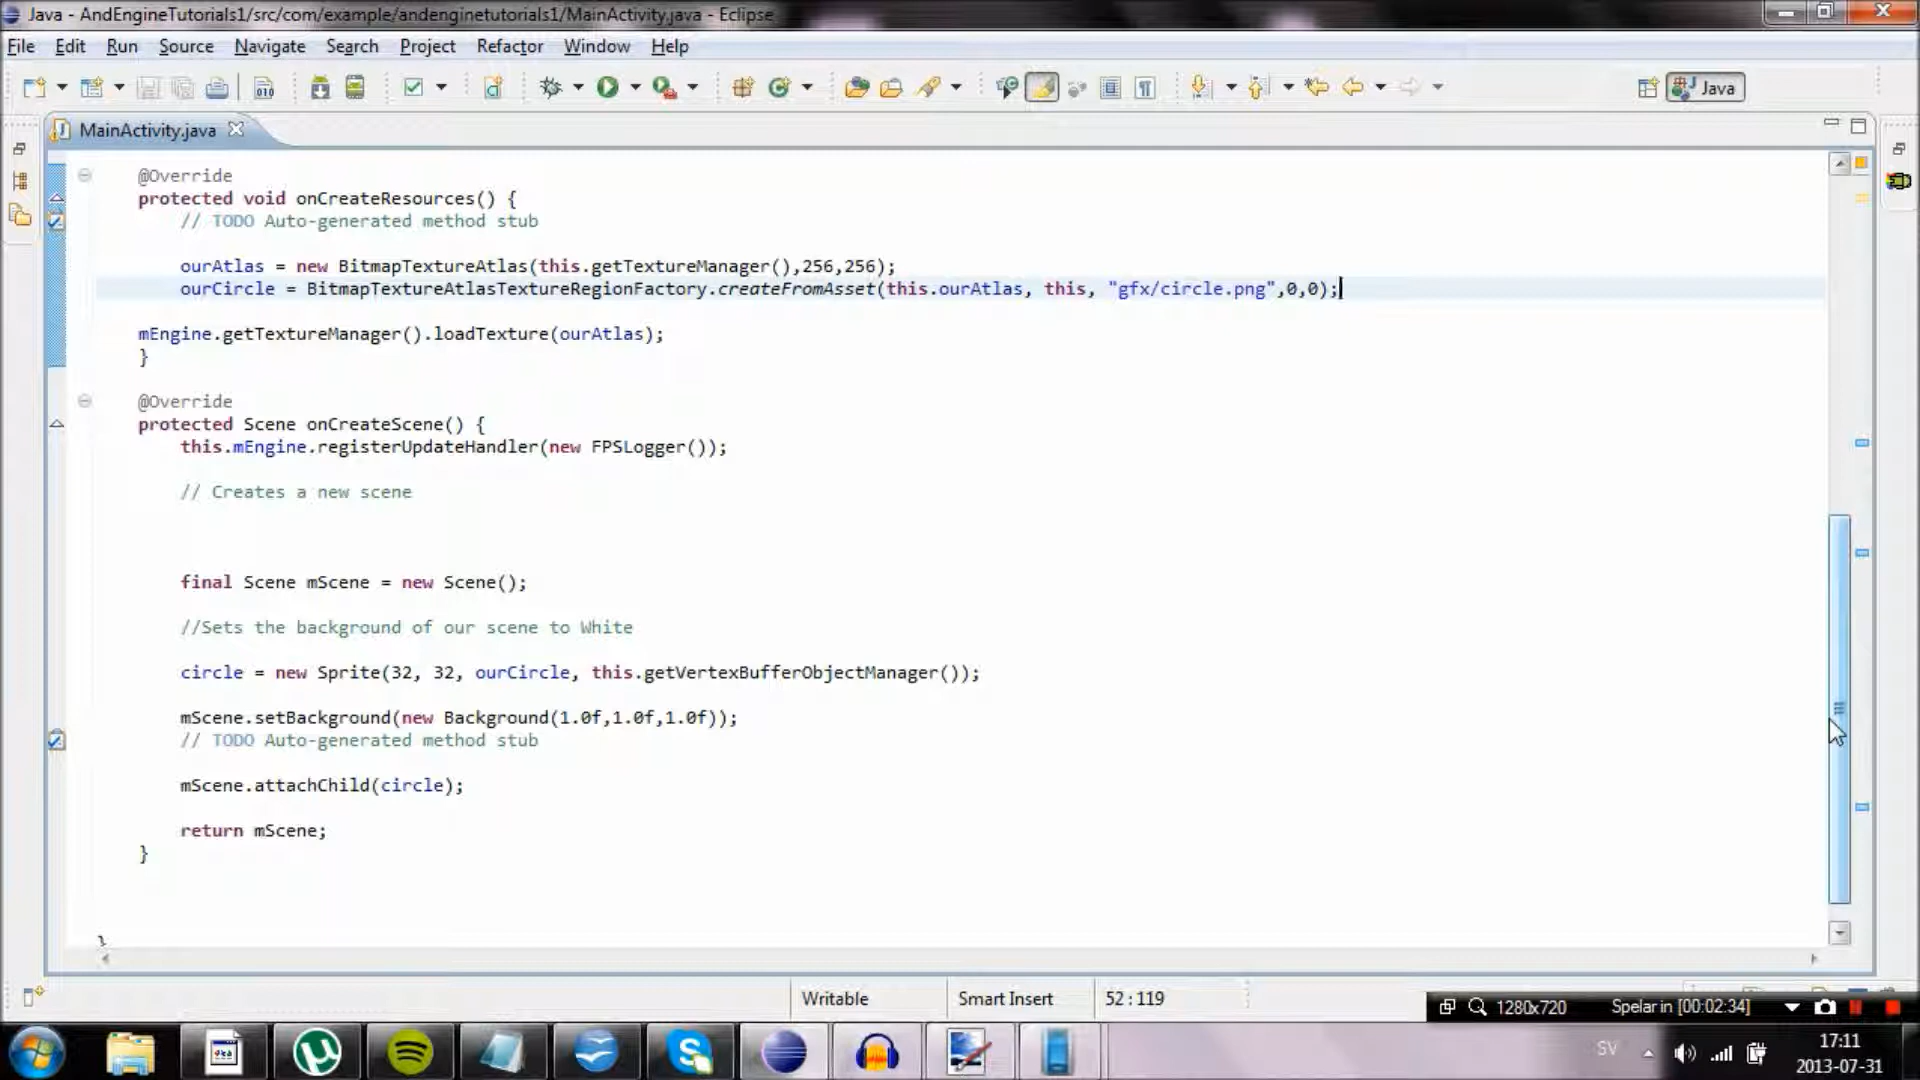 Java - AndEngineTutorials1/src/com/example/andenginetutorials1/MainActivity.java - Eclipse
File Edit Run Source Navigate Search Project Refactor Window Help
Java
MainActivity.java
@Override
protected void onCreateResources() {
// TODO Auto-generated method stub
ourAtlas = new BitmapTextureAtlas(this.getTextureManager(),256,256);
ourCircle = BitmapTextureAtlasTextureRegionFactory.createFromAsset(this.ourAtlas, this, "gfx/circle.png",0,0);
mEngine.getTextureManager().loadTexture(ourAtlas);
}
@Override
protected Scene onCreateScene() {
this.mEngine.registerUpdateHandler(new FPSLogger());
// Creates a new scene
final Scene mScene = new Scene();
//Sets the background of our scene to White
circle = new Sprite(32, 32, ourCircle, this.getVertexBufferObjectManager());
mScene.setBackground(new Background(1.0f,1.0f,1.0f));
// TODO Auto-generated method stub
mScene.attachChild(circle);
return mScene;
}
}
Writable Smart Insert 52 : 119
1280x720 Spelar in [00:02:34]
SV 17:11
2013-07-31